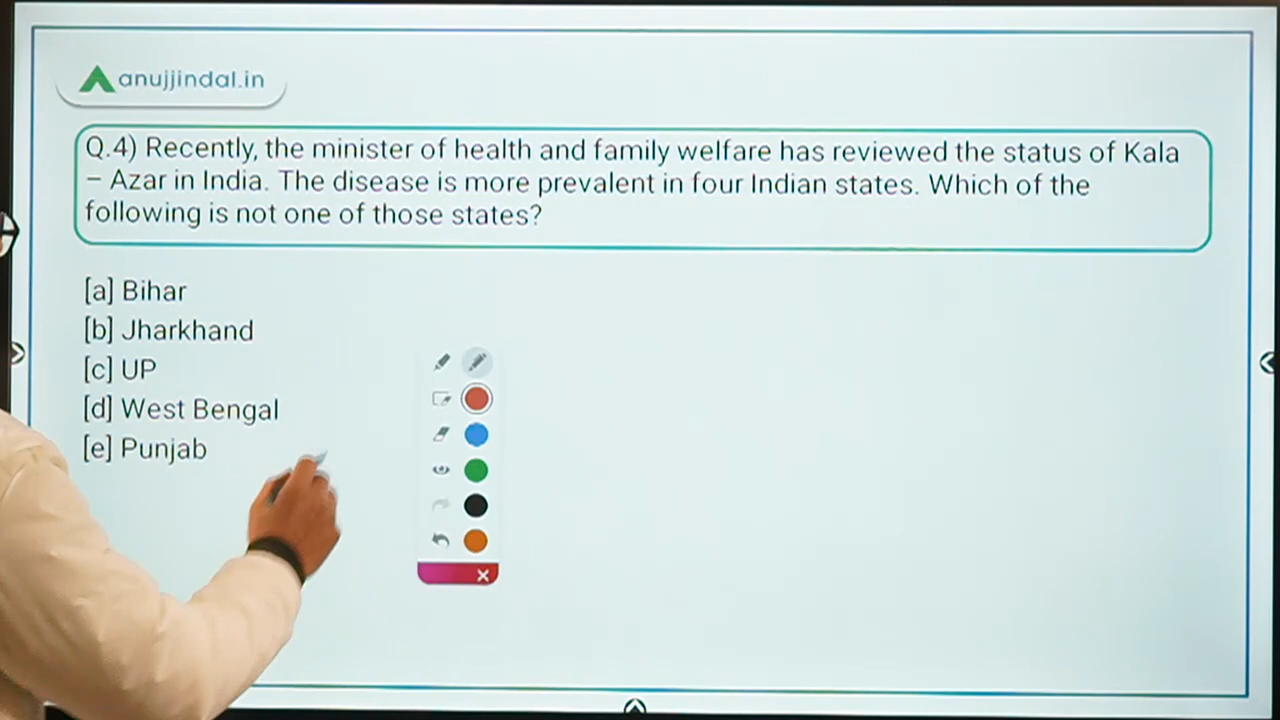 anujjindal.in
Q.4) Recently, the minister of health and family welfare has reviewed the status of Kala
– Azar in India. The disease is more prevalent in four Indian states. Which of the
following is not one of those states?
[a] Bihar
[b] Jharkhand
[c] UP
[d] West Bengal
[e] Punjab